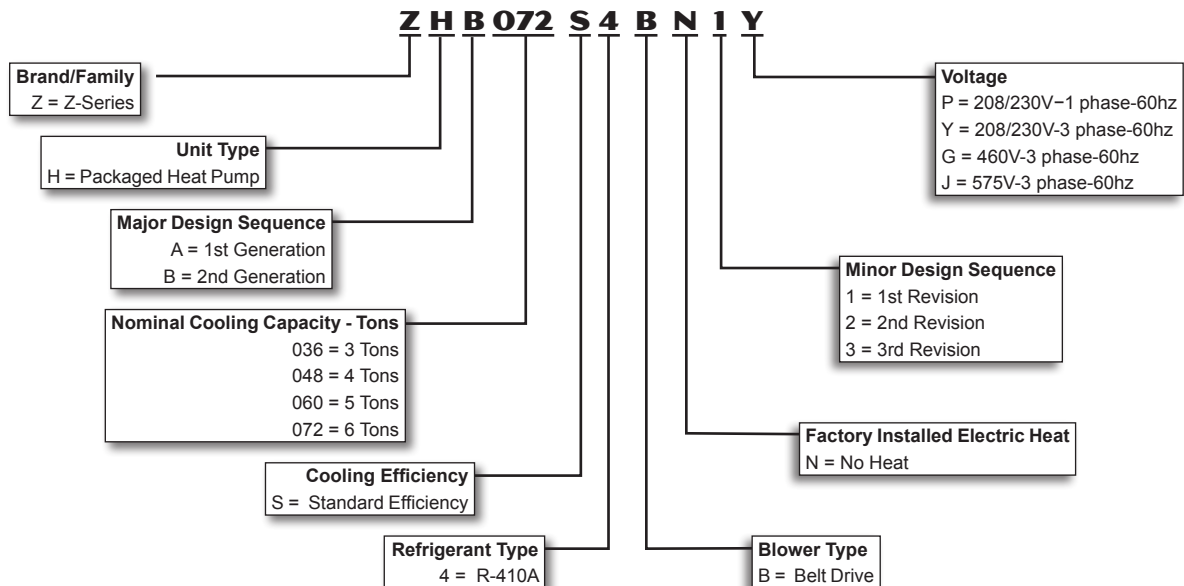 Z H B 072 S 4 B N 1 Y
Brand/Family
Z = Z-Series
Unit Type
H = Packaged Heat Pump
Major Design Sequence
A = 1st Generation
B = 2nd Generation
Nominal Cooling Capacity - Tons
036 = 3 Tons
048 = 4 Tons
060 = 5 Tons
072 = 6 Tons
Cooling Efficiency
S = Standard Efficiency
Refrigerant Type
4 = R-410A
Voltage
P = 208/230V−1 phase-60hz
Y = 208/230V-3 phase-60hz
G = 460V-3 phase-60hz
J = 575V-3 phase-60hz
Minor Design Sequence
1 = 1st Revision
2 = 2nd Revision
3 = 3rd Revision
Factory Installed Electric Heat
N = No Heat
Blower Type
B = Belt Drive